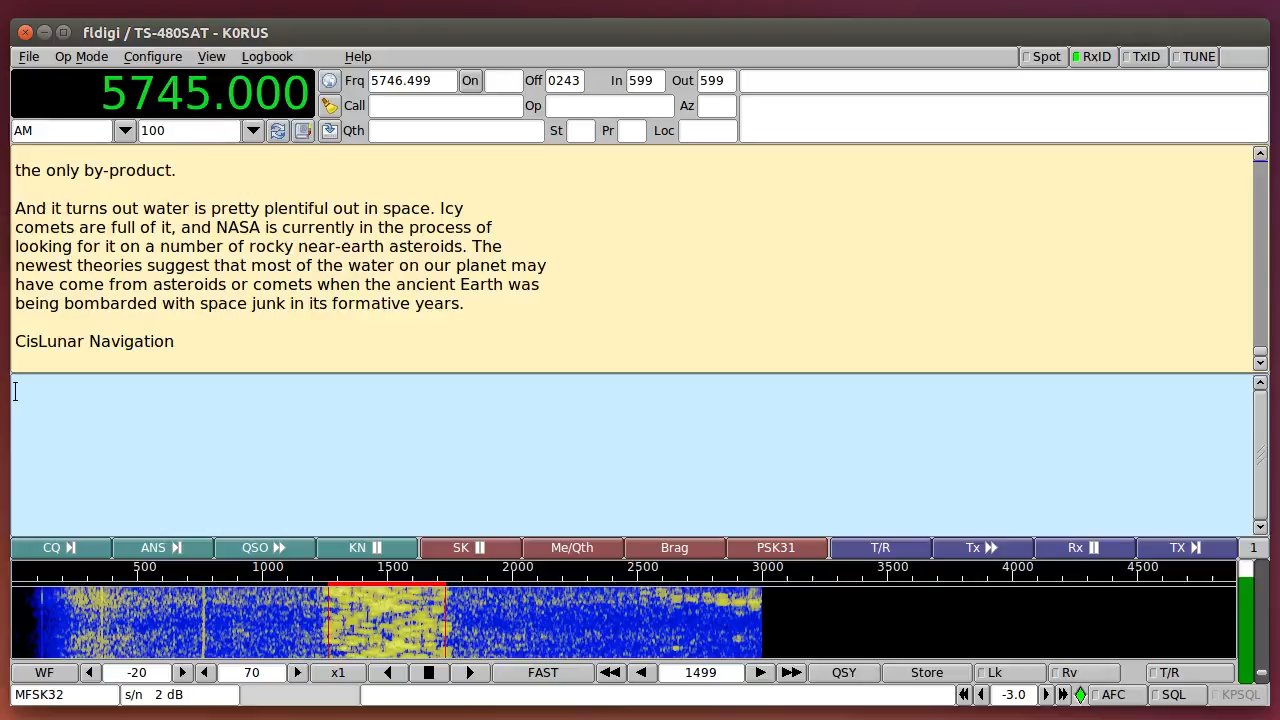 fldigi / TS-480SAT - K0RUS
File Op Mode Configure View Logbook Help Spot RxID TxID TUNE
5745.000 Frq 5746.499 On Off 0243 In 599 Out 599
Call Op Az
AM 100 Qth St Pr Loc
the only by-product.
And it turns out water is pretty plentiful out in space. Icy
comets are full of it, and NASA is currently in the process of
looking for it on a number of rocky near-earth asteroids. The
newest theories suggest that most of the water on our planet may
have come from asteroids or comets when the ancient Earth was
being bombarded with space junk in its formative years.
CisLunar Navigation
CQ ANS QSO KN SK Me/Qth Brag PSK31 T/R Tx Rx TX 1
500 1000 1500 2000 2500 3000 3500 4000 4500
WF -20 70 x1 FAST 1499 QSY Store Lk Rv T/R
MFSK32 s/n 2 dB -3.0 AFC SQL KPSQL